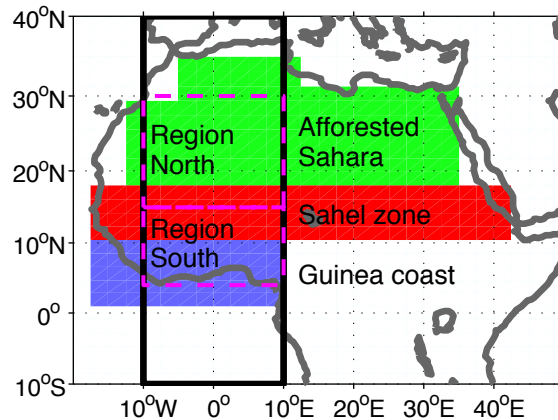 40°N
30°N
20°N
10°N
0°
10°S
Region
North
Afforested
Sahara
Region
South
Sahel zone
Guinea coast
10°W
0°
10°E
20°E
30°E
40°E